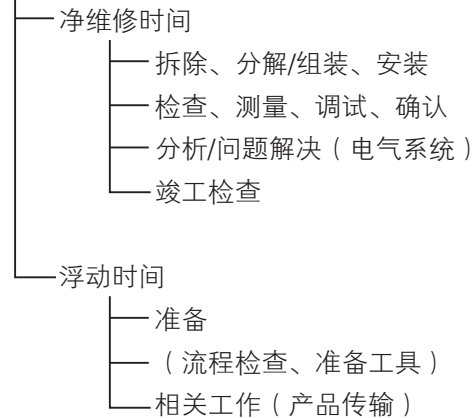 净维修时间
拆除、分解/组装、安装
检查、测量、调试、确认
分析/问题解决（电气系统）
竣工检查
浮动时间
准备
（流程检查、准备工具）
相关工作（产品传输）